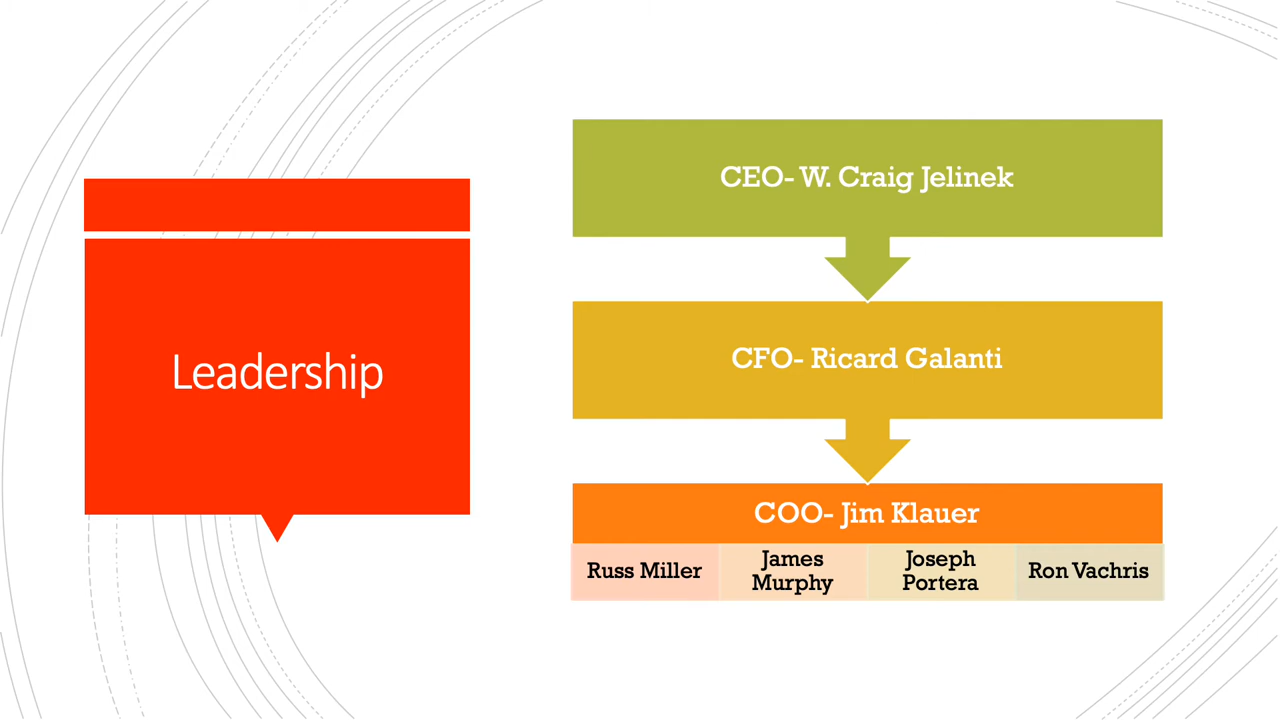 Leadership
CEO- W. Craig Jelinek
CFO- Ricard Galanti
COO- Jim Klauer
Russ Miller
James
Murphy
Joseph
Portera
Ron Vachris